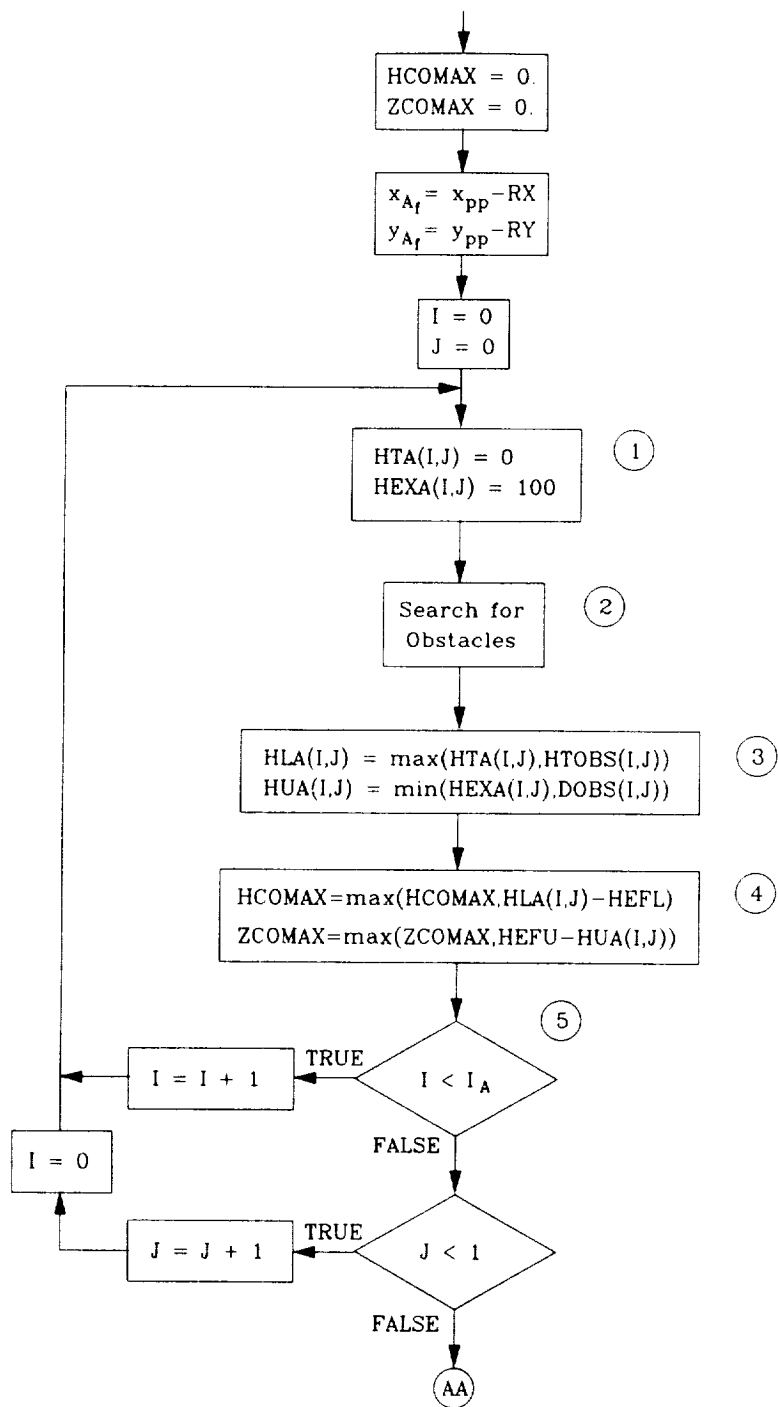 HCOMAX = 0.
ZCOMAX = 0.
x_{A_f} = x_{pp} - RX
y_{A_f} = y_{pp} - RY
I = 0
J = 0
HTA(I,J) = 0
HEXA(I,J) = 100
1
Search for
Obstacles
2
HLA(I,J) = max(HTA(I,J),HTOBS(I,J))
HUA(I,J) = min(HEXA(I,J),DOBS(I,J))
3
HCOMAX=max(HCOMAX,HLA(I,J)-HEFL)
ZCOMAX=max(ZCOMAX,HEFU-HUA(I,J))
4
5
I < I_A
TRUE
I = I + 1
FALSE
I = 0
J < 1
TRUE
J = J + 1
FALSE
AA